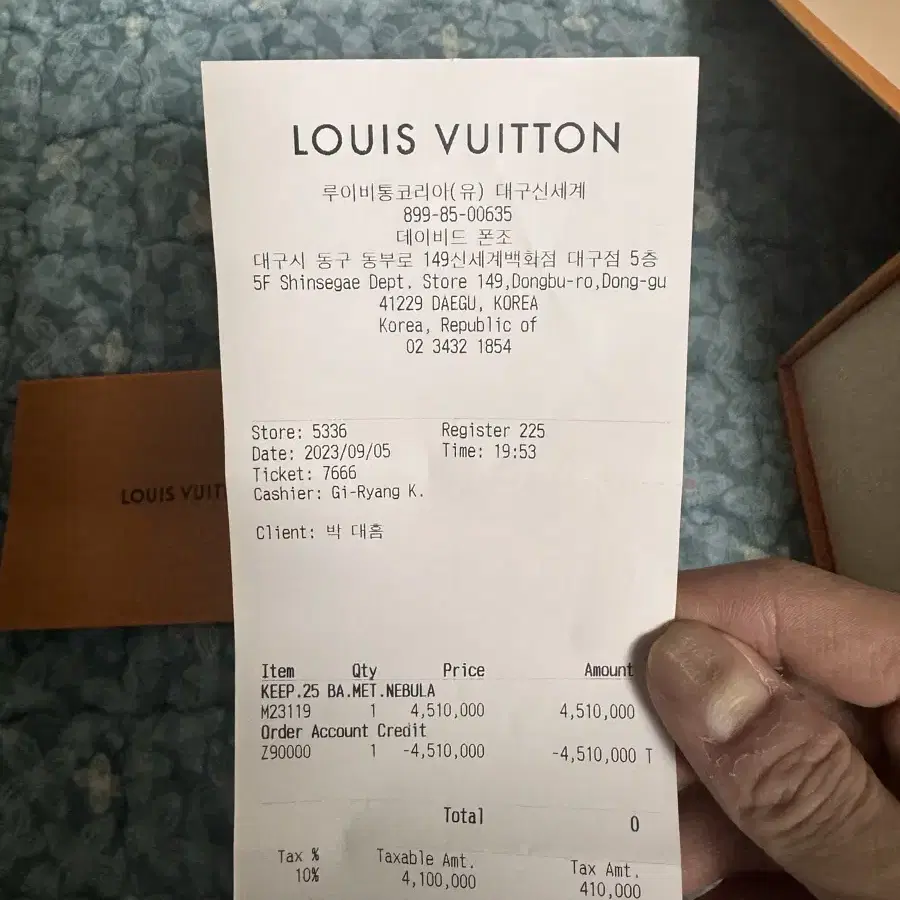 LOUIS VUITTON
루이비통코리아(유) 대구신세계
899-85-00635
데이비드 폰조
대구시 동구 동부로 149신세계백화점 대구점 5층
5F Shinsegae Dept. Store 149,Dongbu-ro,Dong-gu
41229 DAEGU, KOREA
Korea, Republic of
02 3432 1854
Store: 5336 Register 225
Date: 2023/09/05 Time: 19:53
Ticket: 7666
Cashier: Gi-Ryang K.
Client: 박 대흠
Item Qty Price Amount
KEEP.25 BA.MET.NEBULA
M23119 1 4,510,000 4,510,000
Order Account Credit
Z90000 1 -4,510,000 -4,510,000 T
Total 0
Tax % Taxable Amt. Tax Amt.
10% 4,100,000 410,000
LOUIS VUIT